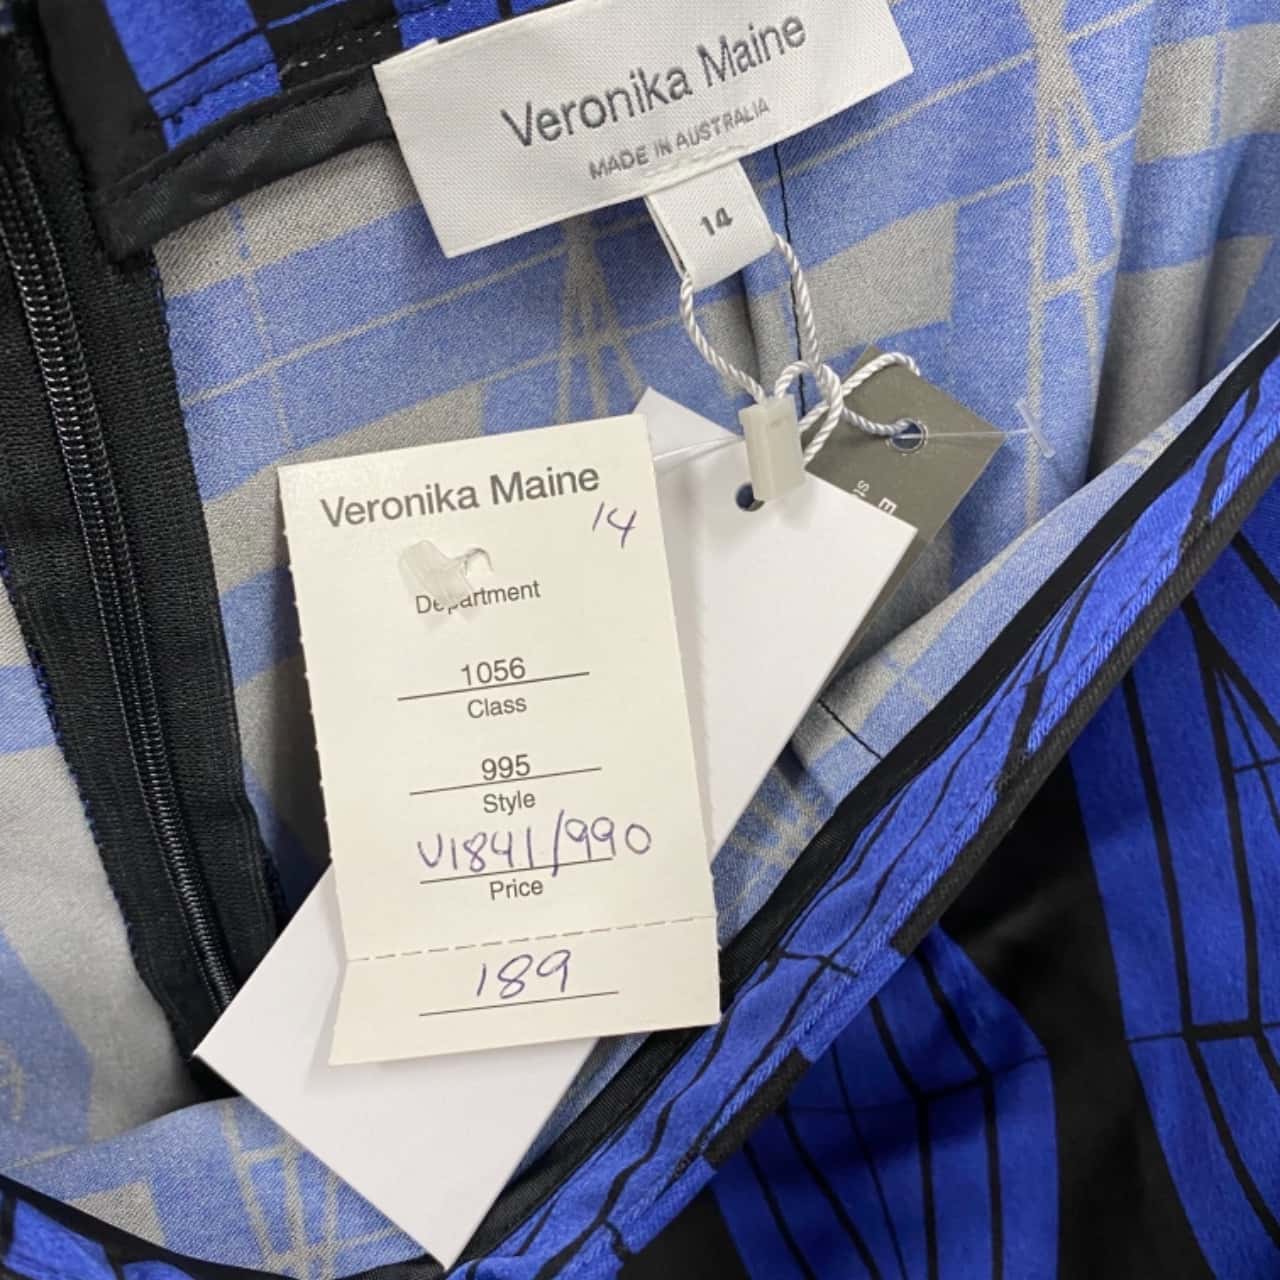 Veronika Maine
MADE IN AUSTRALIA
14
Veronika Maine
14
Department
1056
Class
995
Style
V1841/990
Price
189